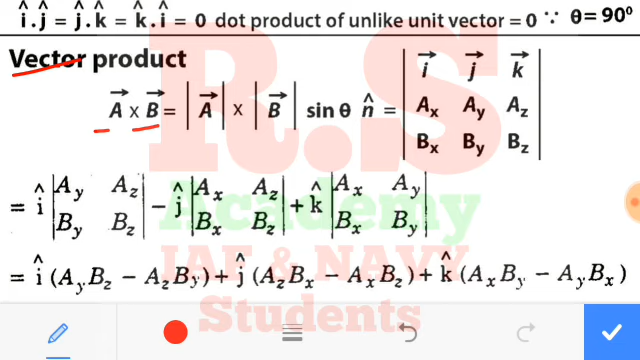 î.ĵ = ĵ.k̂ = k̂.î = 0 dot product of unlike unit vector = 0 ∵ θ = 90⁰
Vector product
A⃗ × B⃗ = |A⃗| × |B⃗| sinθ n̂ = | i⃗ j⃗ k⃗ |
| Aₓ Aᵧ A_z |
| Bₓ Bᵧ B_z |
= î |Aᵧ A_z| − ĵ |Aₓ A_z| + k̂ |Aₓ Aᵧ|
|Bᵧ B_z| |Bₓ B_z| |Bₓ Bᵧ|
= î (AᵧB_z − A_zBᵧ) + ĵ (A_zBₓ − AₓB_z) + k̂ (AₓBᵧ − AᵧBₓ)
R.S
Academy
IAF & NAVY
Students